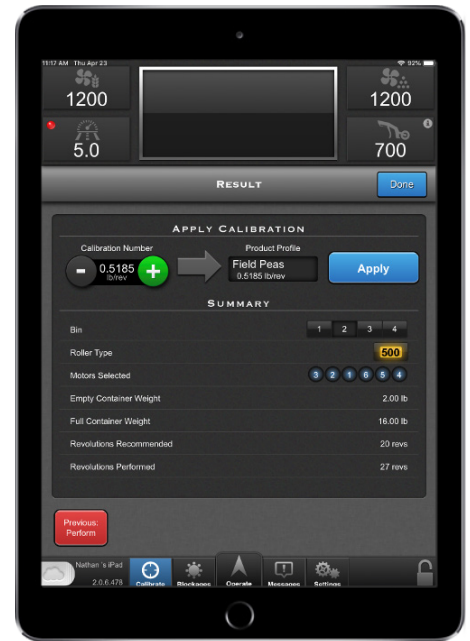 11:17 AM Thu Apr 23
92%
1200
1200
5.0
700
RESULT
Done
APPLY CALIBRATION
Calibration Number
Product Profile
- 0.5185 +
lb/rev
Field Peas
0.5185 lb/rev
Apply
SUMMARY
Bin 1 2 3 4
Roller Type 500
Motors Selected 3 2 1 6 5 4
Empty Container Weight 2.00 lb
Full Container Weight 16.00 lb
Revolutions Recommended 20 revs
Revolutions Performed 27 revs
Previous:
Perform
Nathan 's iPad
2.0.6.478
Calibrate Blockages Operate Messages Settings